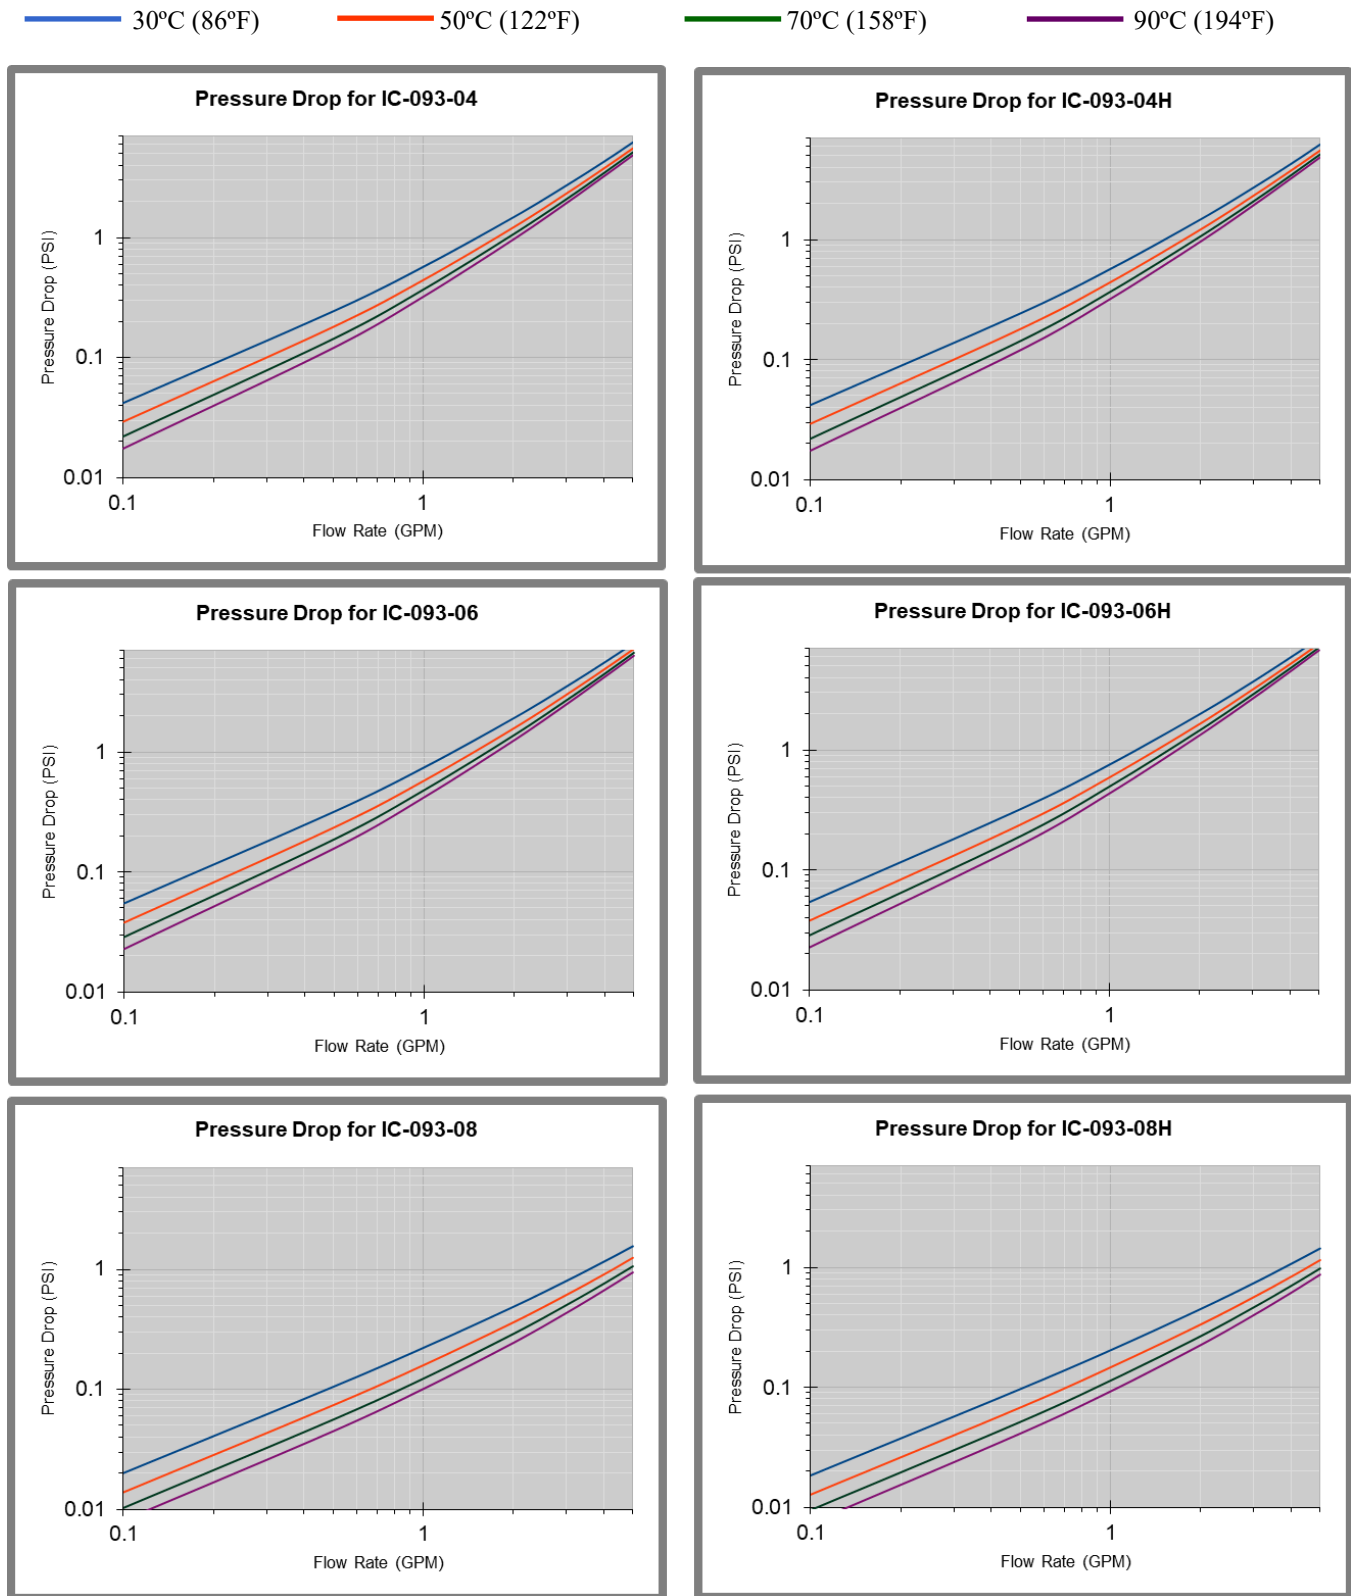 30ºC (86ºF) 50ºC (122ºF) 70ºC (158ºF) 90ºC (194ºF)
Pressure Drop for IC-093-04
Pressure Drop (PSI)
1
0.1
0.01
0.1 1
Flow Rate (GPM)
Pressure Drop for IC-093-04H
Pressure Drop (PSI)
1
0.1
0.01
0.1 1
Flow Rate (GPM)
Pressure Drop for IC-093-06
Pressure Drop (PSI)
1
0.1
0.01
0.1 1
Flow Rate (GPM)
Pressure Drop for IC-093-06H
Pressure Drop (PSI)
1
0.1
0.01
0.1 1
Flow Rate (GPM)
Pressure Drop for IC-093-08
Pressure Drop (PSI)
1
0.1
0.01
0.1 1
Flow Rate (GPM)
Pressure Drop for IC-093-08H
Pressure Drop (PSI)
1
0.1
0.01
0.1 1
Flow Rate (GPM)